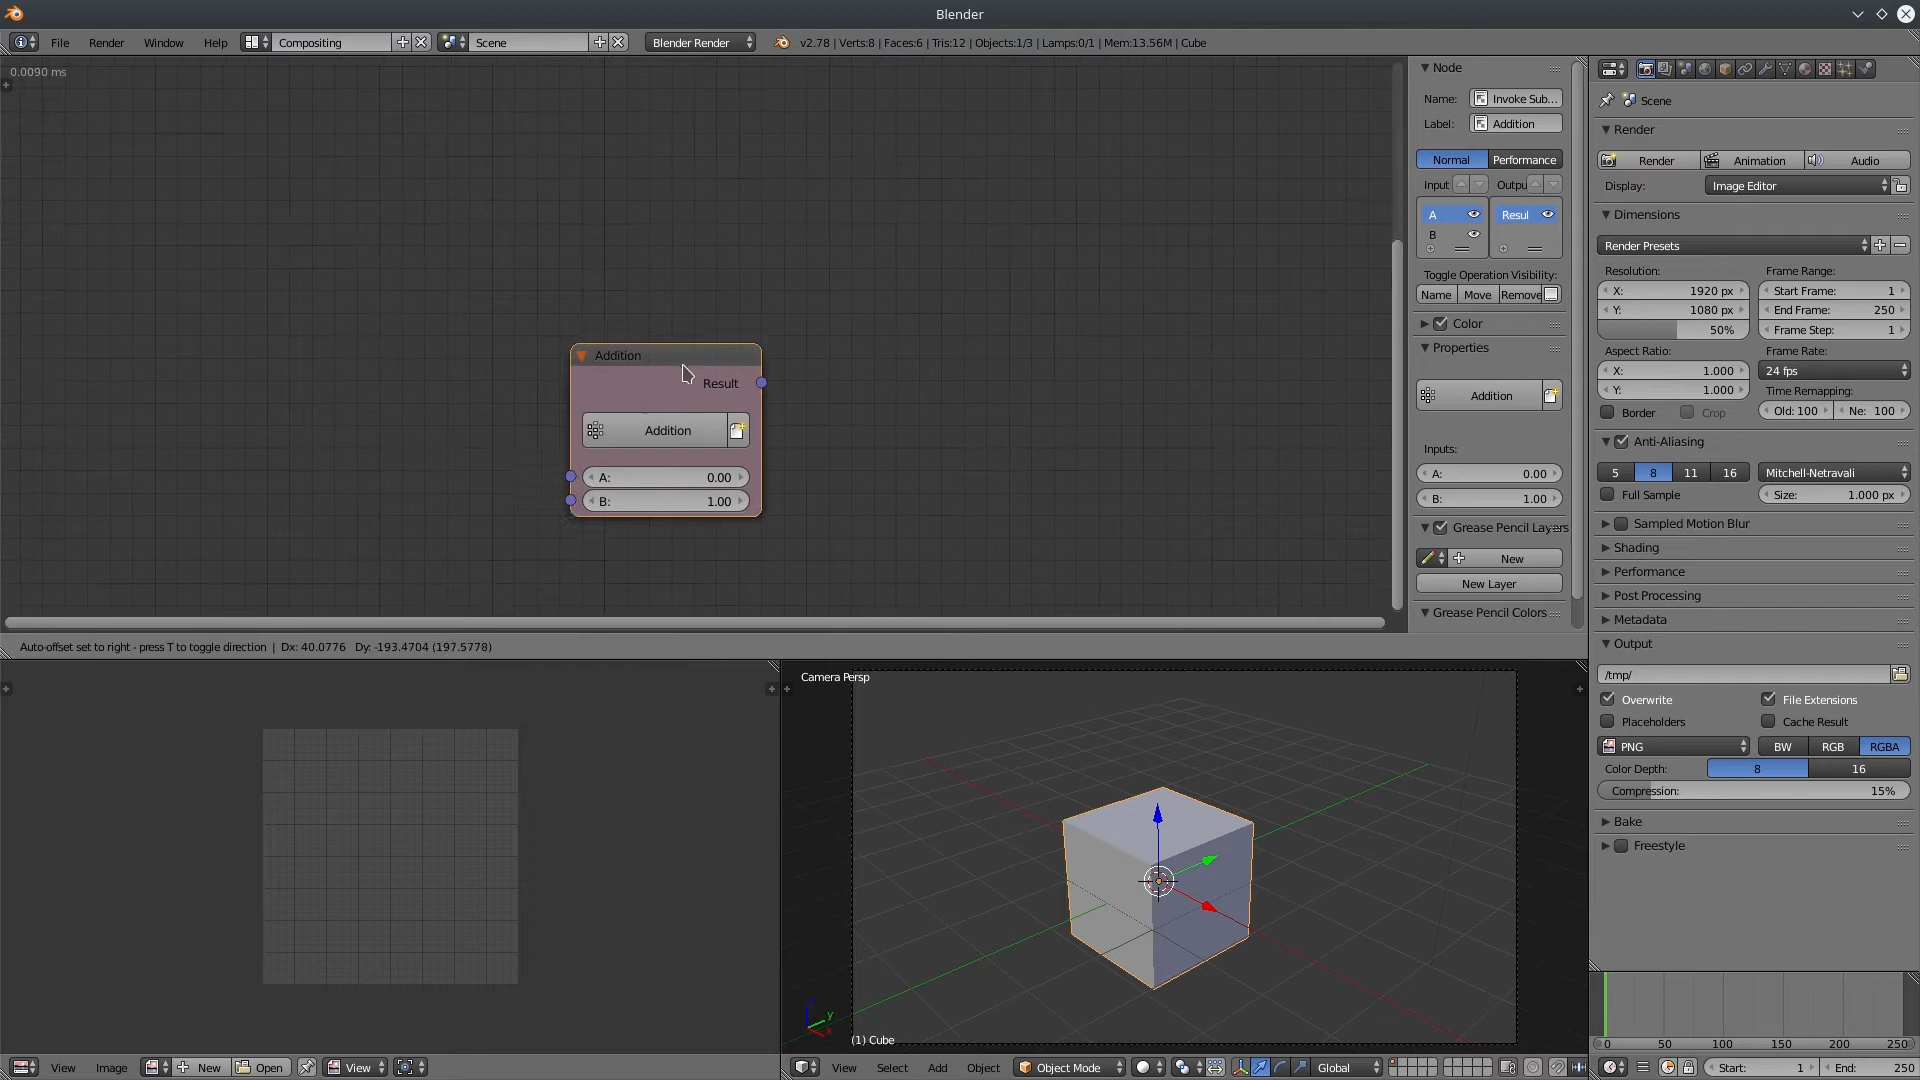 Blender
File Render Window Help Compositing Scene Blender Render v2.78 | Verts:8 | Faces:6 | Tris:12 | Objects:1/3 | Lamps:0/1 | Mem:13.56M | Cube
0.0090 ms
Addition
Result
Addition
A: 0.00
B: 1.00
Auto-offset set to right - press T to toggle direction | Dx: 40.0776 Dy: -193.4704 (197.5778)
Node
Name: Invoke Sub...
Label: Addition
Normal Performance
Input Outpu
A Resul
B
Toggle Operation Visibility:
Name Move Remove
Color
Properties
Addition
Inputs:
A: 0.00
B: 1.00
Grease Pencil Layers
New
New Layer
Grease Pencil Colors
Scene
Render
Render Animation Audio
Display: Image Editor
Dimensions
Render Presets
Resolution: Frame Range:
X: 1920 px Start Frame: 1
Y: 1080 px End Frame: 250
50% Frame Step: 1
Aspect Ratio: Frame Rate:
X: 1.000 24 fps
Y: 1.000 Time Remapping:
Border Crop Old: 100 Ne: 100
Anti-Aliasing
5 8 11 16 Mitchell-Netravali
Full Sample Size: 1.000 px
Sampled Motion Blur
Shading
Performance
Post Processing
Metadata
Output
/tmp/
Overwrite File Extensions
Placeholders Cache Result
PNG BW RGB RGBA
Color Depth: 8 16
Compression: 15%
Bake
Freestyle
Camera Persp
y
x
(1) Cube
0 50 100 150 200 250
View Image New Open View
View Select Add Object Object Mode Global
Start: 1 End: 250